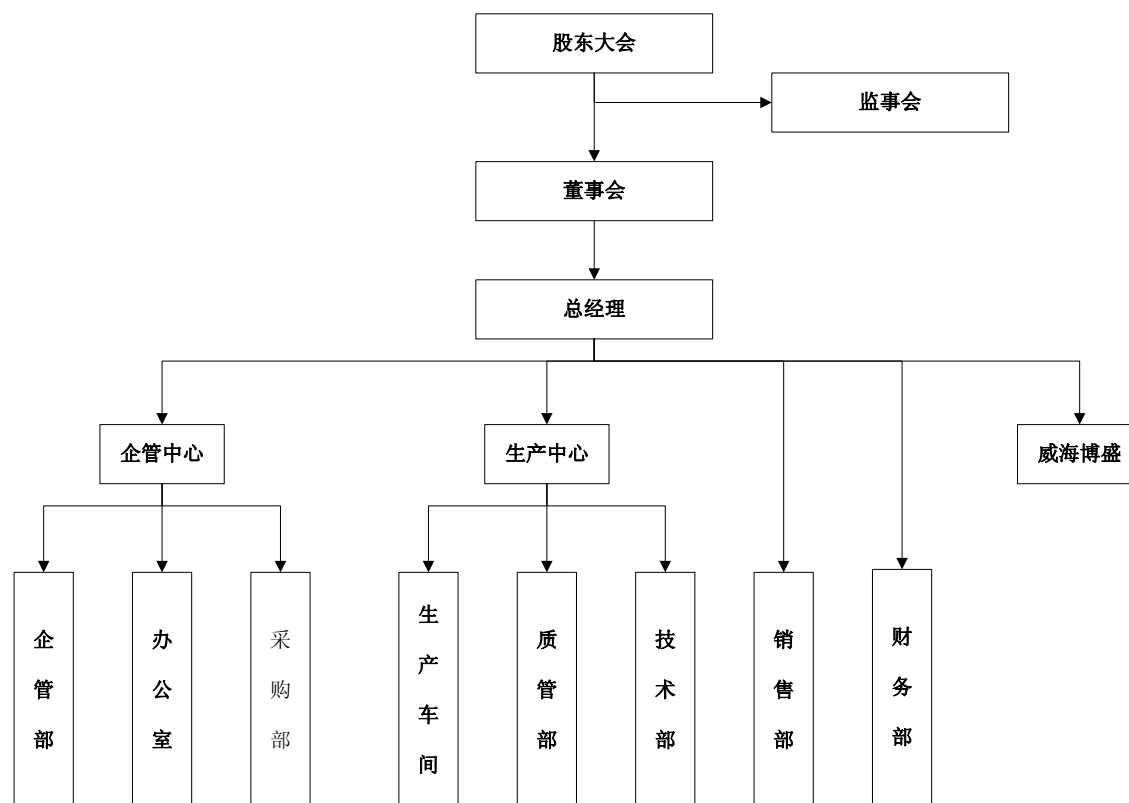 股东大会
监事会
董事会
总经理
企管中心
生产中心
威海博盛
企管部
办公室
采购部
生产车间
质管部
技术部
销售部
财务部